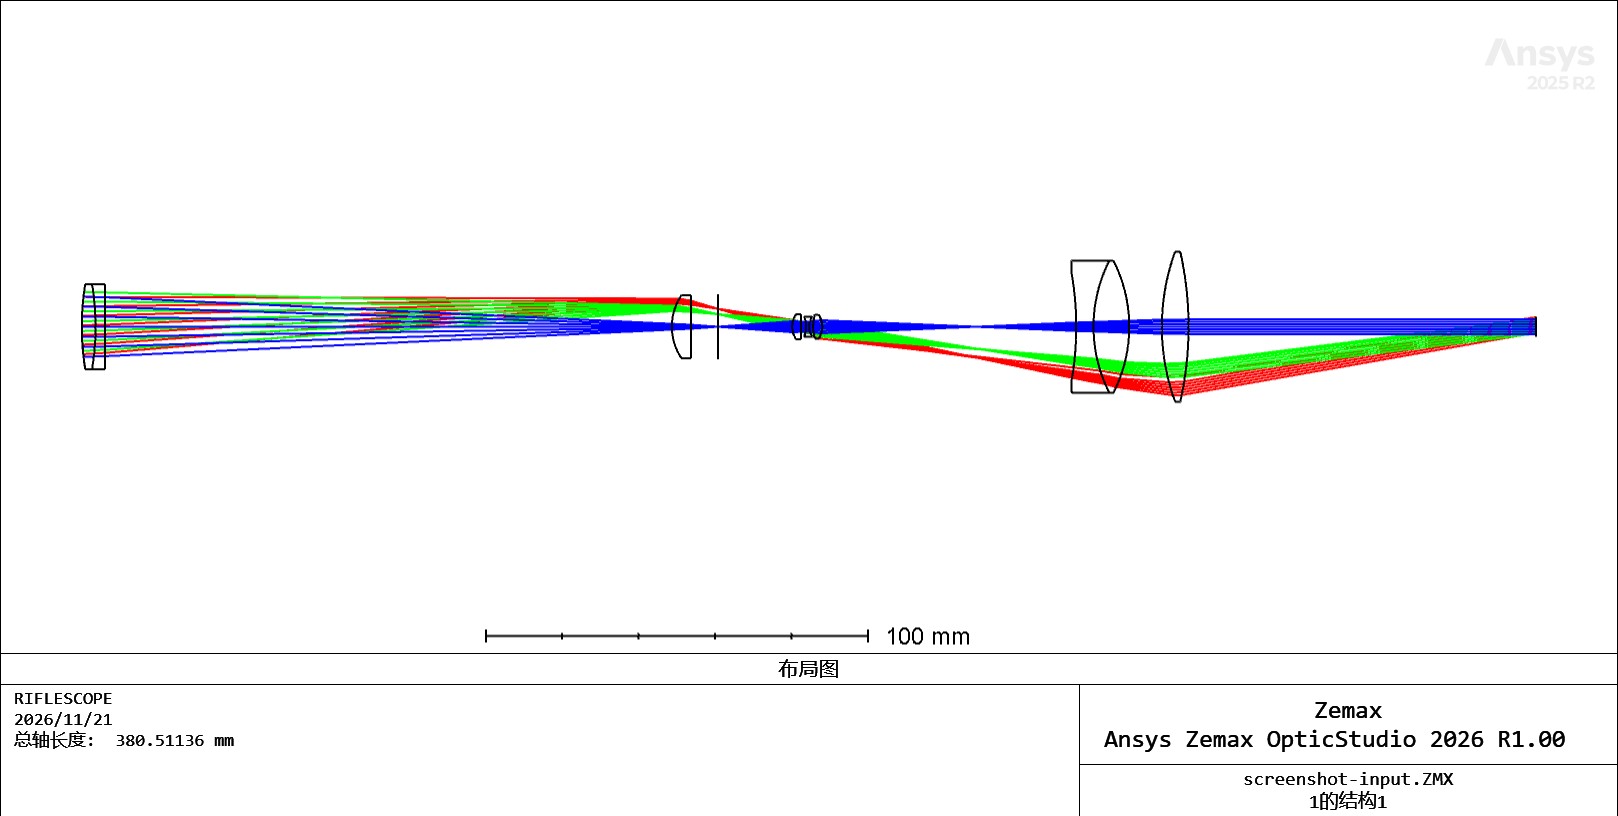 Ansys
2025 R2
100 mm
布局图
RIFLESCOPE
2026/11/21
总轴长度: 380.51136 mm
Zemax
Ansys Zemax OpticStudio 2026 R1.00
screenshot-input.ZMX
1的结构1